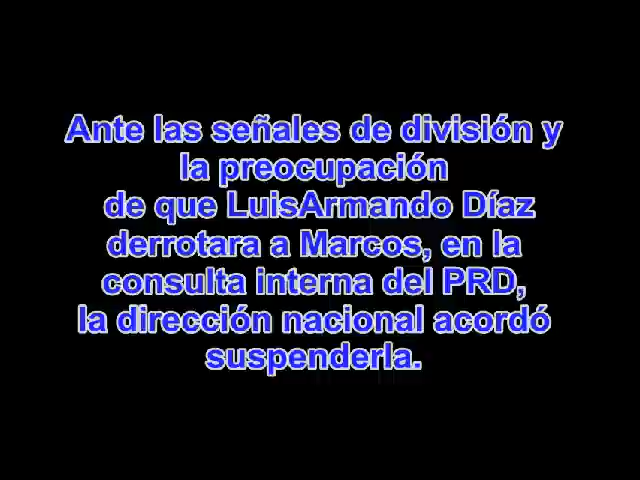 Ante las señales de división y
la preocupación
de que LuisArmando Díaz
derrotara a Marcos, en la
consulta interna del PRD,
la dirección nacional acordó
suspenderla.